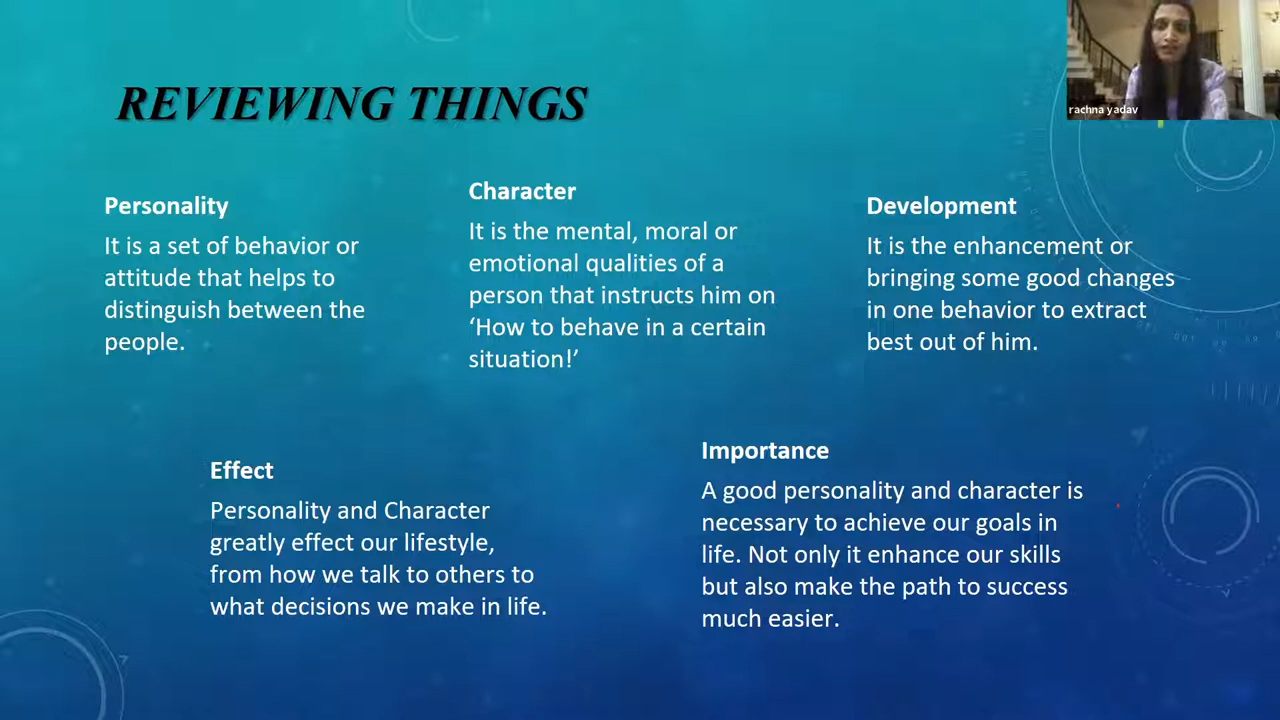 REVIEWING THINGS
rachna yadav
Personality
It is a set of behavior or
attitude that helps to
distinguish between the
people.
Character
It is the mental, moral or
emotional qualities of a
person that instructs him on
‘How to behave in a certain
situation!’
Development
It is the enhancement or
bringing some good changes
in one behavior to extract
best out of him.
Effect
Personality and Character
greatly effect our lifestyle,
from how we talk to others to
what decisions we make in life.
Importance
A good personality and character is
necessary to achieve our goals in
life. Not only it enhance our skills
but also make the path to success
much easier.